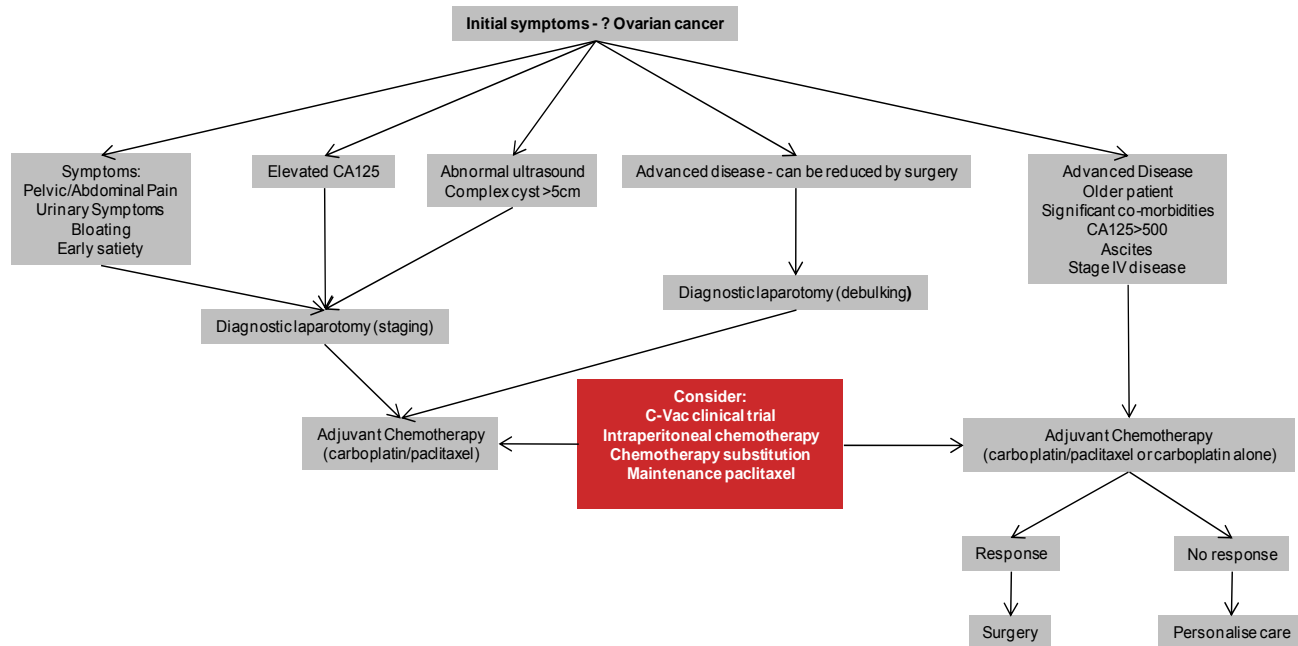 Initial symptoms - ? Ovarian cancer
Symptoms:
Pelvic/Abdominal Pain
Urinary Symptoms
Bloating
Early satiety
Elevated CA125
Abnormal ultrasound
Complex cyst >5cm
Advanced disease - can be reduced by surgery
Advanced Disease
Older patient
Significant co-morbidities
CA125>500
Ascites
Stage IV disease
Diagnostic laparotomy (staging)
Diagnostic laparotomy (debulking)
Adjuvant Chemotherapy
(carboplatin/paclitaxel)
Consider:
C-Vac clinical trial
Intraperitoneal chemotherapy
Chemotherapy substitution
Maintenance paclitaxel
Adjuvant Chemotherapy
(carboplatin/paclitaxel or carboplatin alone)
Response
No response
Surgery
Personalise care